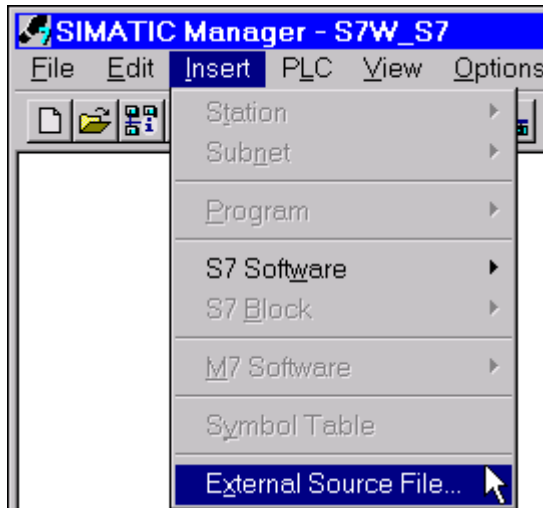 SIMATIC Manager - S7W_S7
File Edit Insert PLC View Options
Station
Subnet
Program
S7 Software
S7 Block
M7 Software
Symbol Table
External Source File...